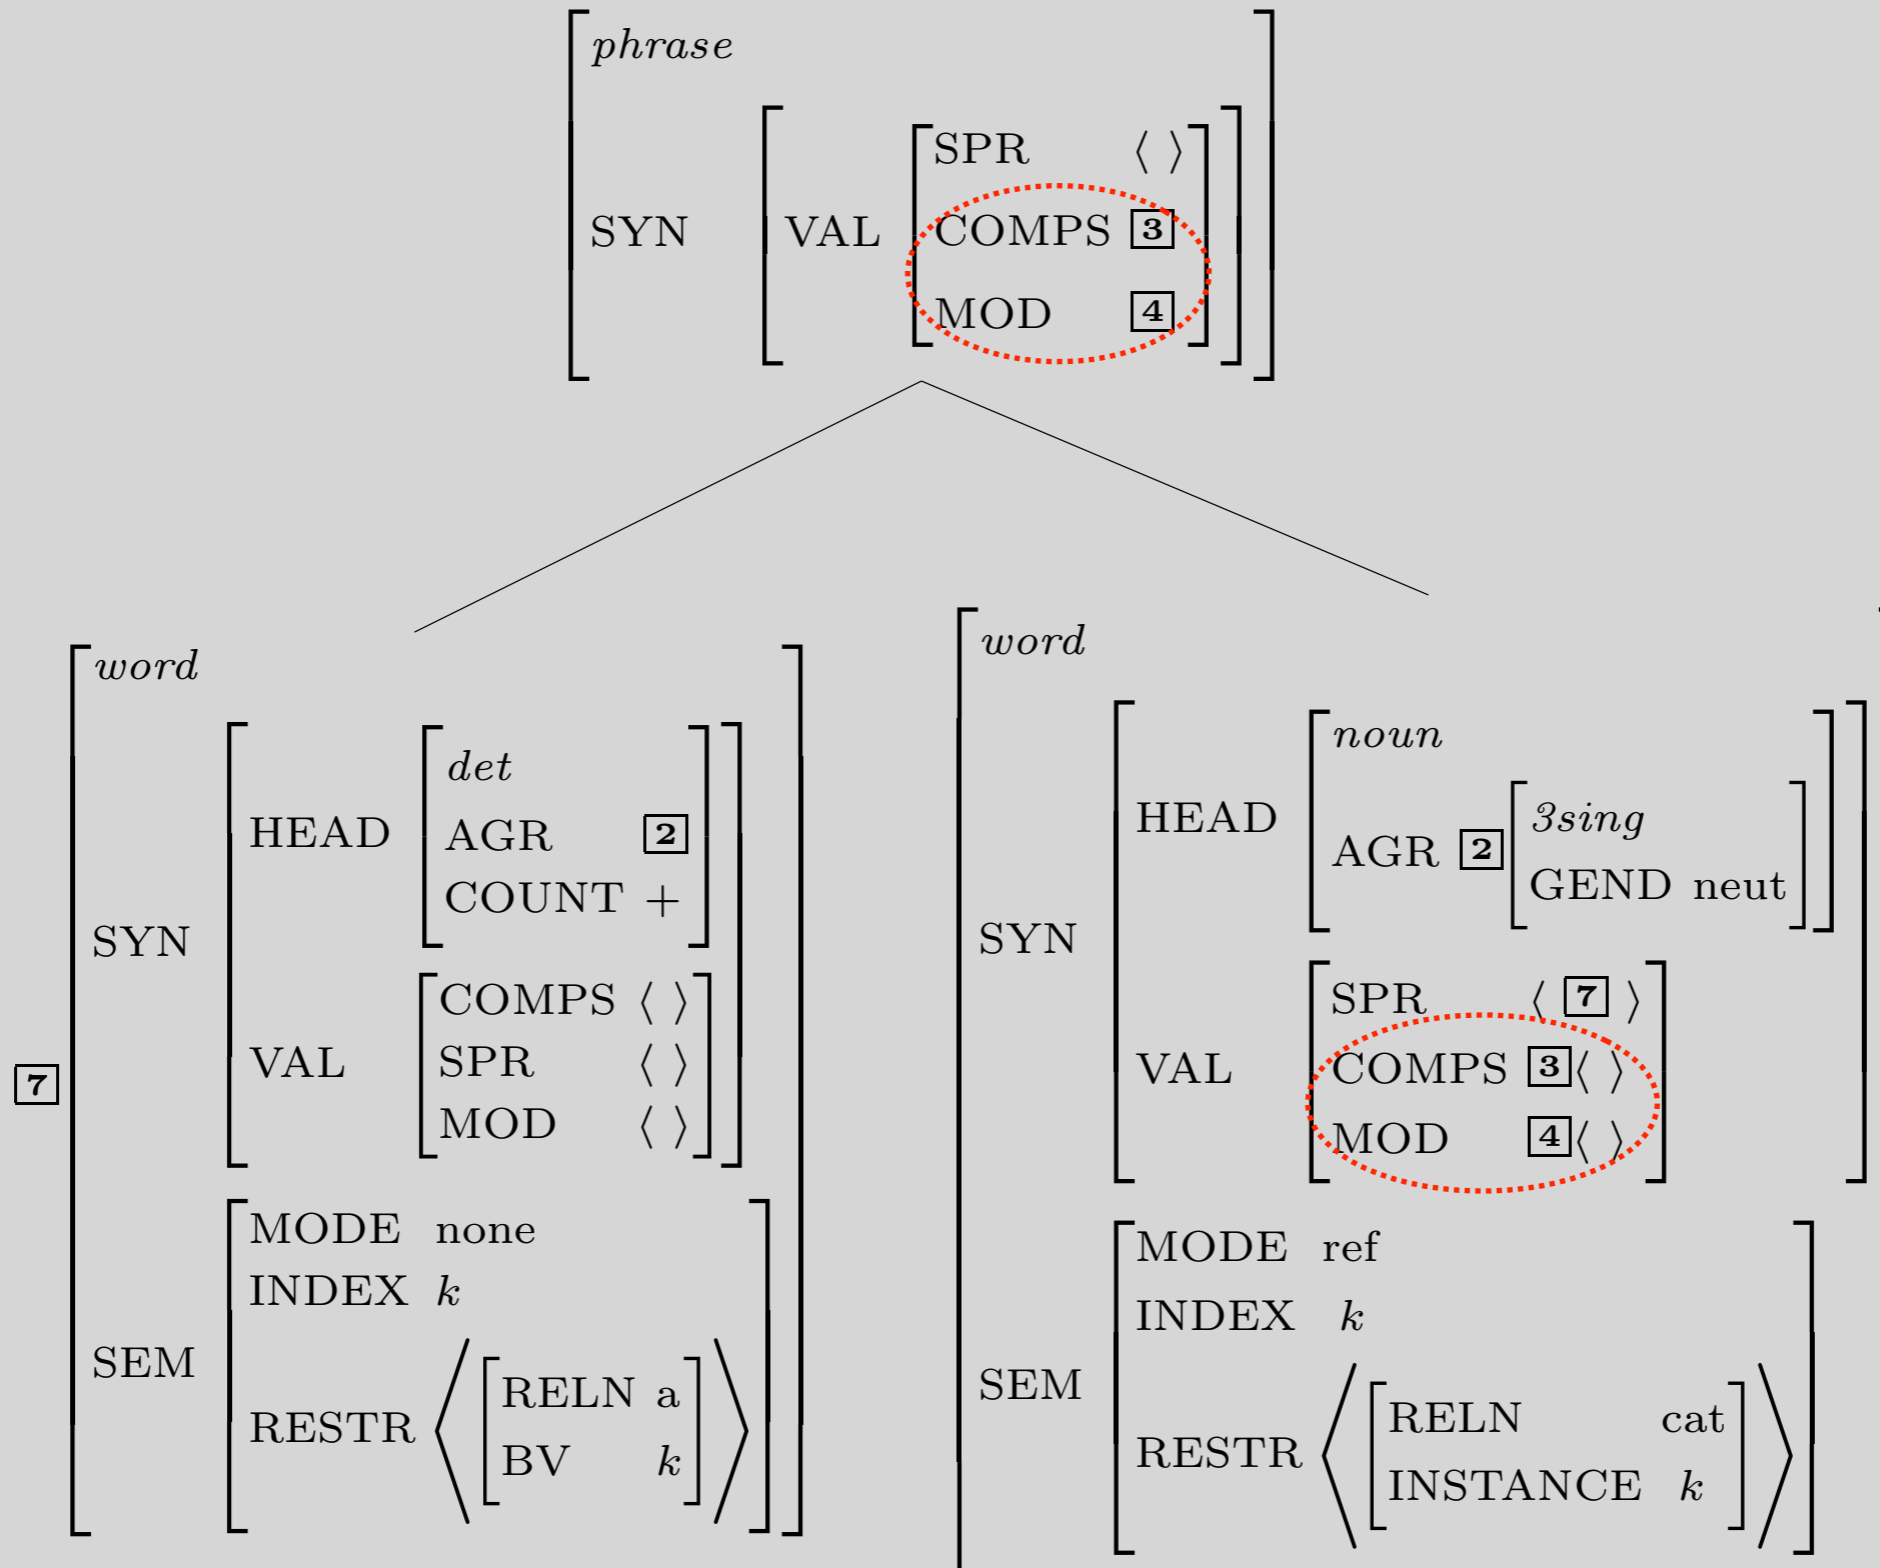 phrase
SYN VAL SPR ⟨ ⟩
COMPS 3
MOD 4
7
word
SYN HEAD det
AGR 2
COUNT +
VAL COMPS ⟨ ⟩
SPR ⟨ ⟩
MOD ⟨ ⟩
SEM MODE none
INDEX k
RESTR ⟨ RELN a
BV k ⟩
word
SYN HEAD noun
AGR 2 3sing
GEND neut
VAL SPR ⟨ 7 ⟩
COMPS 3 ⟨ ⟩
MOD 4 ⟨ ⟩
SEM MODE ref
INDEX k
RESTR ⟨ RELN cat
INSTANCE k ⟩